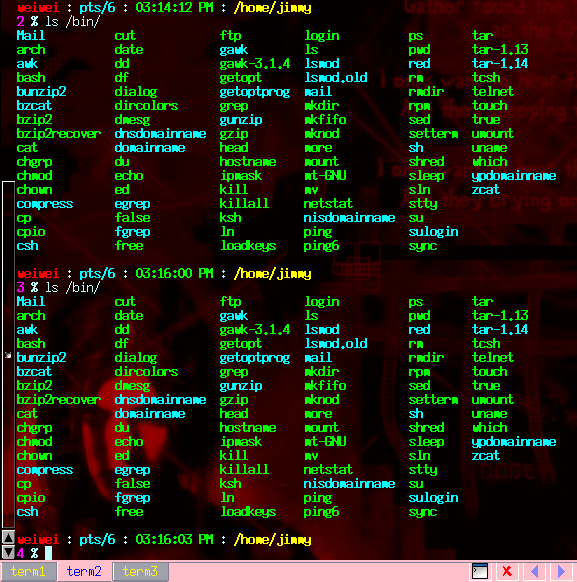 weiwei : pts/6 : 03:14:12 PM : /home/jimmy
2 % ls /bin/
Mail cut ftp login ps tar
arch date gawk ls pwd tar-1.13
awk dd gawk-3.1.4 lsmod red tar-1.14
bash df getopt lsmod.old rm tcsh
bunzip2 dialog getoptprog mail rmdir telnet
bzcat dircolors grep mkdir rpm touch
bzip2 dmesg gunzip mkfifo sed true
bzip2recover dnsdomainname gzip mknod setterm umount
cat domainname head more sh uname
chgrp du hostname mount shred which
chmod echo ipmask mt-GNU sleep ypdomainname
chown ed kill mv sln zcat
compress egrep killall netstat stty
cp false ksh nisdomainname su
cpio fgrep ln ping sulogin
csh free loadkeys ping6 sync
weiwei : pts/6 : 03:16:00 PM : /home/jimmy
3 % ls /bin/
Mail cut ftp login ps tar
arch date gawk ls pwd tar-1.13
awk dd gawk-3.1.4 lsmod red tar-1.14
bash df getopt lsmod.old rm tcsh
bunzip2 dialog getoptprog mail rmdir telnet
bzcat dircolors grep mkdir rpm touch
bzip2 dmesg gunzip mkfifo sed true
bzip2recover dnsdomainname gzip mknod setterm umount
cat domainname head more sh uname
chgrp du hostname mount shred which
chmod echo ipmask mt-GNU sleep ypdomainname
chown ed kill mv sln zcat
compress egrep killall netstat stty
cp false ksh nisdomainname su
cpio fgrep ln ping sulogin
csh free loadkeys ping6 sync
weiwei : pts/6 : 03:16:03 PM : /home/jimmy
4 %
term1 term2 term3